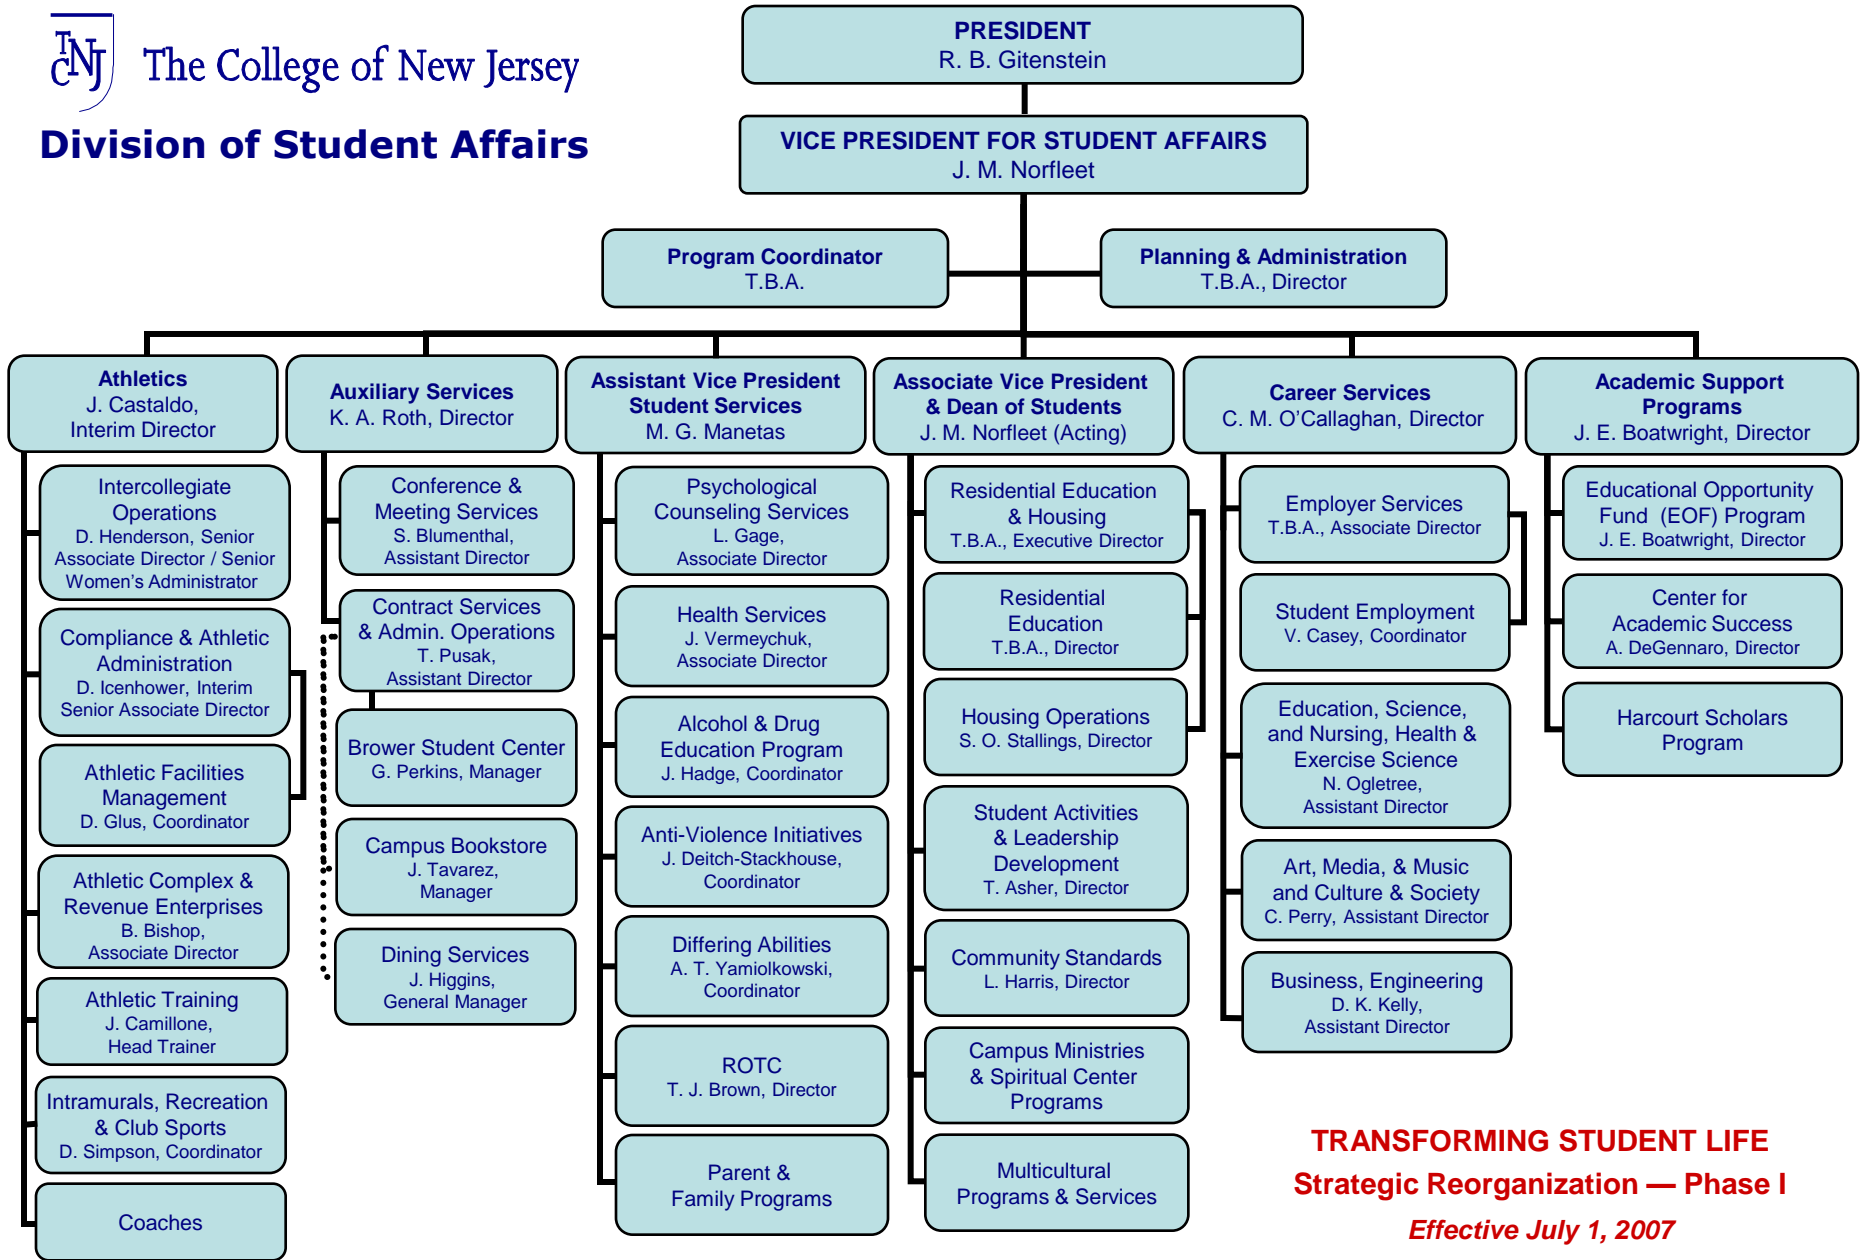 TCNJ
The College of New Jersey
Division of Student Affairs
PRESIDENT
R. B. Gitenstein
VICE PRESIDENT FOR STUDENT AFFAIRS
J. M. Norfleet
Program Coordinator
T.B.A.
Planning & Administration
T.B.A., Director
Athletics
J. Castaldo,
Interim Director
Intercollegiate
Operations
D. Henderson, Senior
Associate Director / Senior
Women's Administrator
Compliance & Athletic
Administration
D. Icenhower, Interim
Senior Associate Director
Athletic Facilities
Management
D. Glus, Coordinator
Athletic Complex &
Revenue Enterprises
B. Bishop,
Associate Director
Athletic Training
J. Camillone,
Head Trainer
Intramurals, Recreation
& Club Sports
D. Simpson, Coordinator
Coaches
Auxiliary Services
K. A. Roth, Director
Conference &
Meeting Services
S. Blumenthal,
Assistant Director
Contract Services
& Admin. Operations
T. Pusak,
Assistant Director
Brower Student Center
G. Perkins, Manager
Campus Bookstore
J. Tavarez,
Manager
Dining Services
J. Higgins,
General Manager
Assistant Vice President
Student Services
M. G. Manetas
Psychological
Counseling Services
L. Gage,
Associate Director
Health Services
J. Vermeychuk,
Associate Director
Alcohol & Drug
Education Program
J. Hadge, Coordinator
Anti-Violence Initiatives
J. Deitch-Stackhouse,
Coordinator
Differing Abilities
A. T. Yamiolkowski,
Coordinator
ROTC
T. J. Brown, Director
Parent &
Family Programs
Associate Vice President
& Dean of Students
J. M. Norfleet (Acting)
Residential Education
& Housing
T.B.A., Executive Director
Residential
Education
T.B.A., Director
Housing Operations
S. O. Stallings, Director
Student Activities
& Leadership
Development
T. Asher, Director
Community Standards
L. Harris, Director
Campus Ministries
& Spiritual Center
Programs
Multicultural
Programs & Services
Career Services
C. M. O'Callaghan, Director
Employer Services
T.B.A., Associate Director
Student Employment
V. Casey, Coordinator
Education, Science,
and Nursing, Health &
Exercise Science
N. Ogletree,
Assistant Director
Art, Media, & Music
and Culture & Society
C. Perry, Assistant Director
Business, Engineering
D. K. Kelly,
Assistant Director
Academic Support
Programs
J. E. Boatwright, Director
Educational Opportunity
Fund (EOF) Program
J. E. Boatwright, Director
Center for
Academic Success
A. DeGennaro, Director
Harcourt Scholars
Program
TRANSFORMING STUDENT LIFE
Strategic Reorganization — Phase I
Effective July 1, 2007